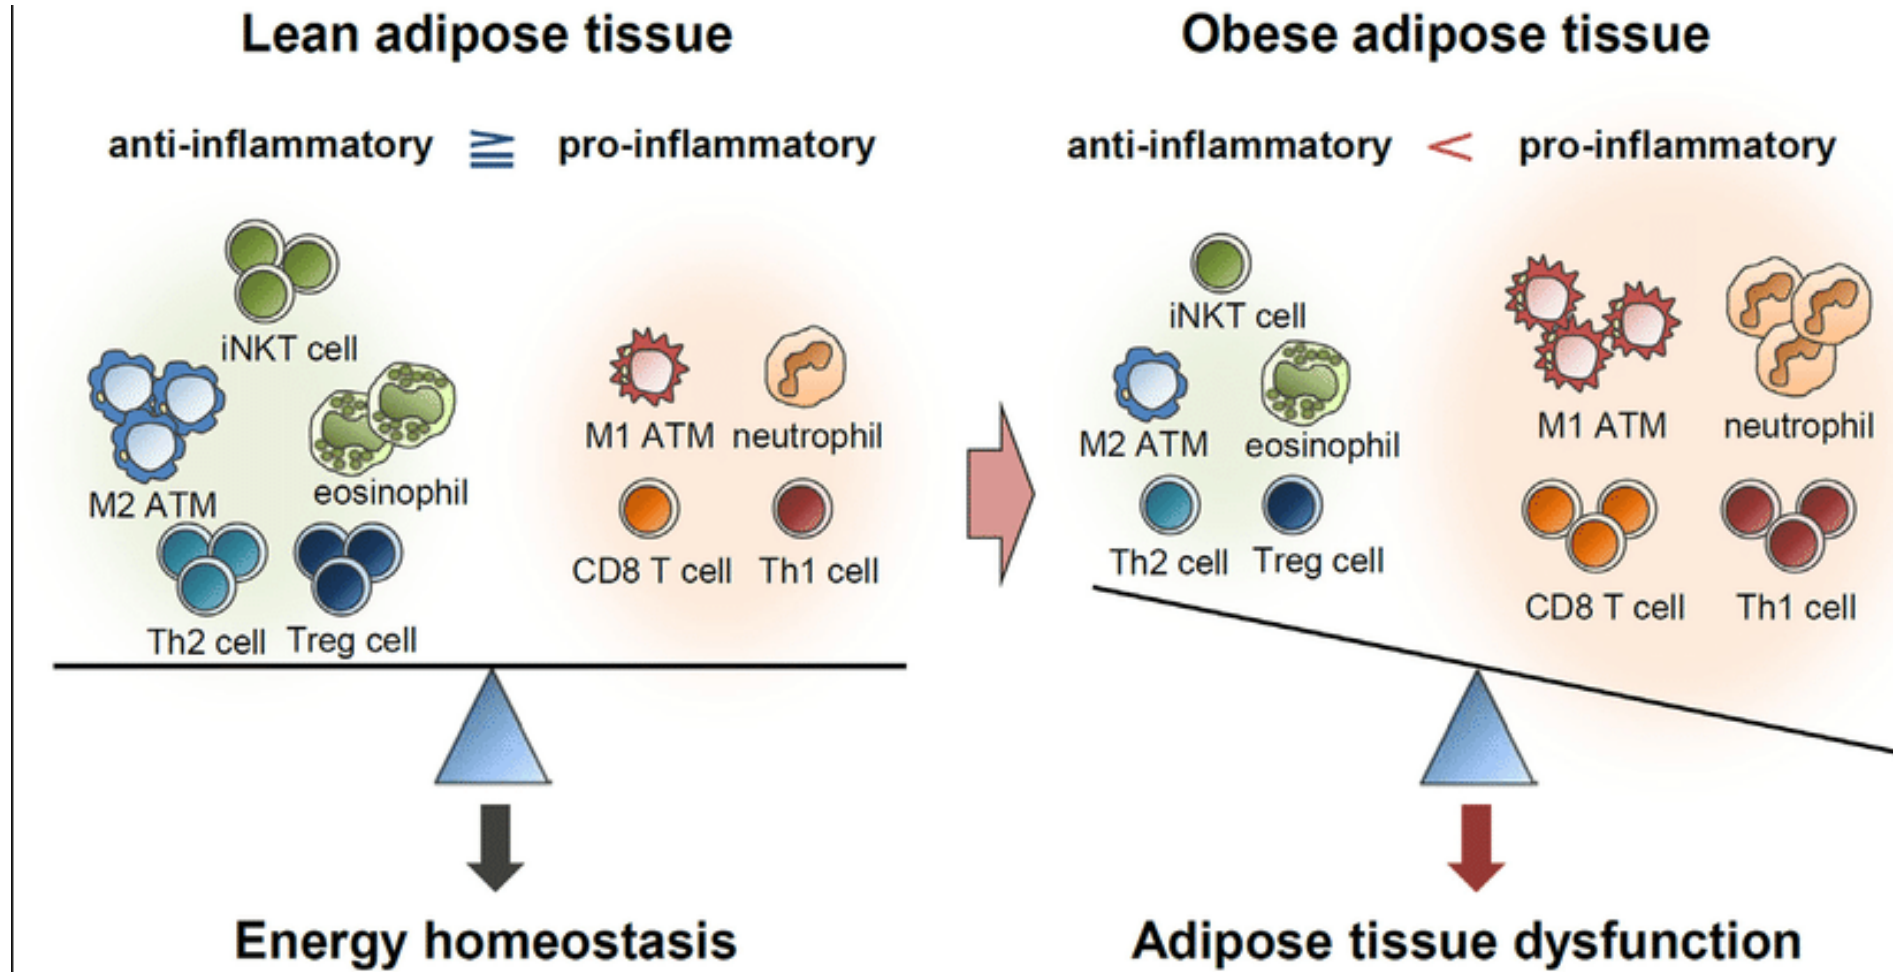 Lean adipose tissue
anti-inflammatory ≧ pro-inflammatory
iNKT cell
M2 ATM
eosinophil
Th2 cell
Treg cell
M1 ATM
neutrophil
CD8 T cell
Th1 cell
Energy homeostasis
Obese adipose tissue
anti-inflammatory < pro-inflammatory
iNKT cell
M2 ATM
eosinophil
Th2 cell
Treg cell
M1 ATM
neutrophil
CD8 T cell
Th1 cell
Adipose tissue dysfunction